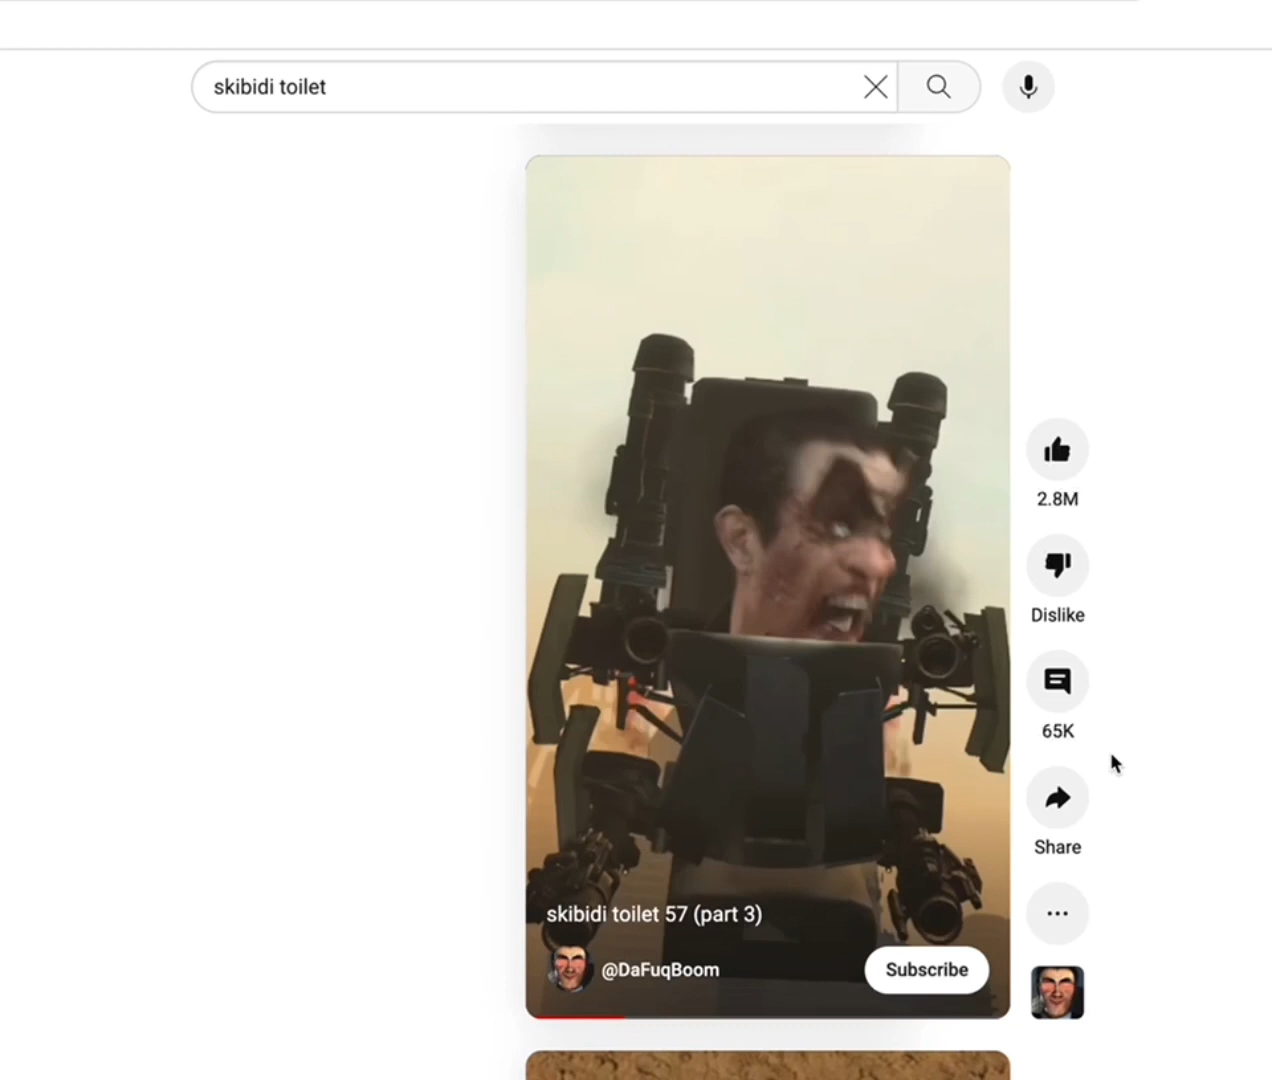 skibidi toilet
2.8M
Dislike
65K
Share
skibidi toilet 57 (part 3)
@DaFuqBoom
Subscribe